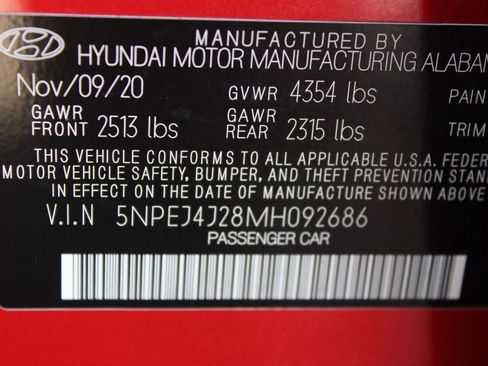 MANUFACTURED BY
HYUNDAI MOTOR MANUFACTURING ALABAM
Nov/09/20 GVWR 4354 lbs PAIN
GAWR FRONT 2513 lbs GAWR REAR 2315 lbs TRIM
THIS VEHICLE CONFORMS TO ALL APPLICABLE U.S.A. FEDER
MOTOR VEHICLE SAFETY, BUMPER, AND THEFT PREVENTION STAN
IN EFFECT ON THE DATE OF MANUFACTURE SHOWN ABOVE
V.I.N 5NPEJ4J28MH092686
PASSENGER CAR